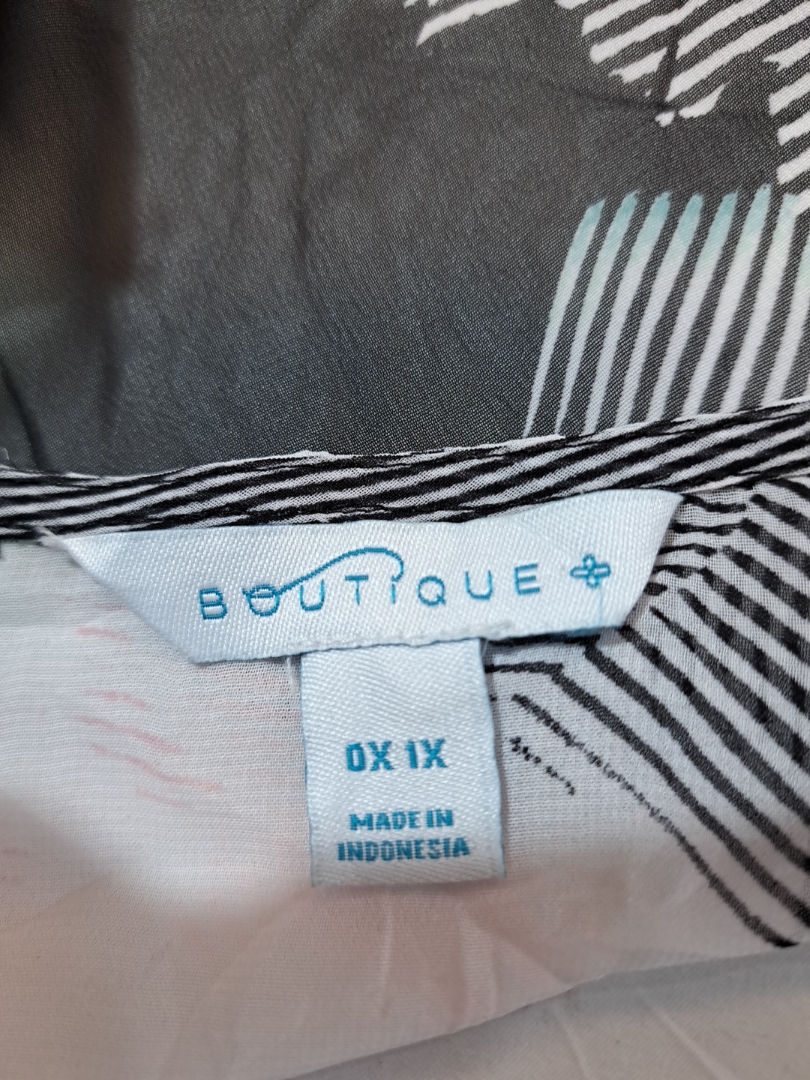 BOUTIQUE +
0X 1X
MADE IN
INDONESIA